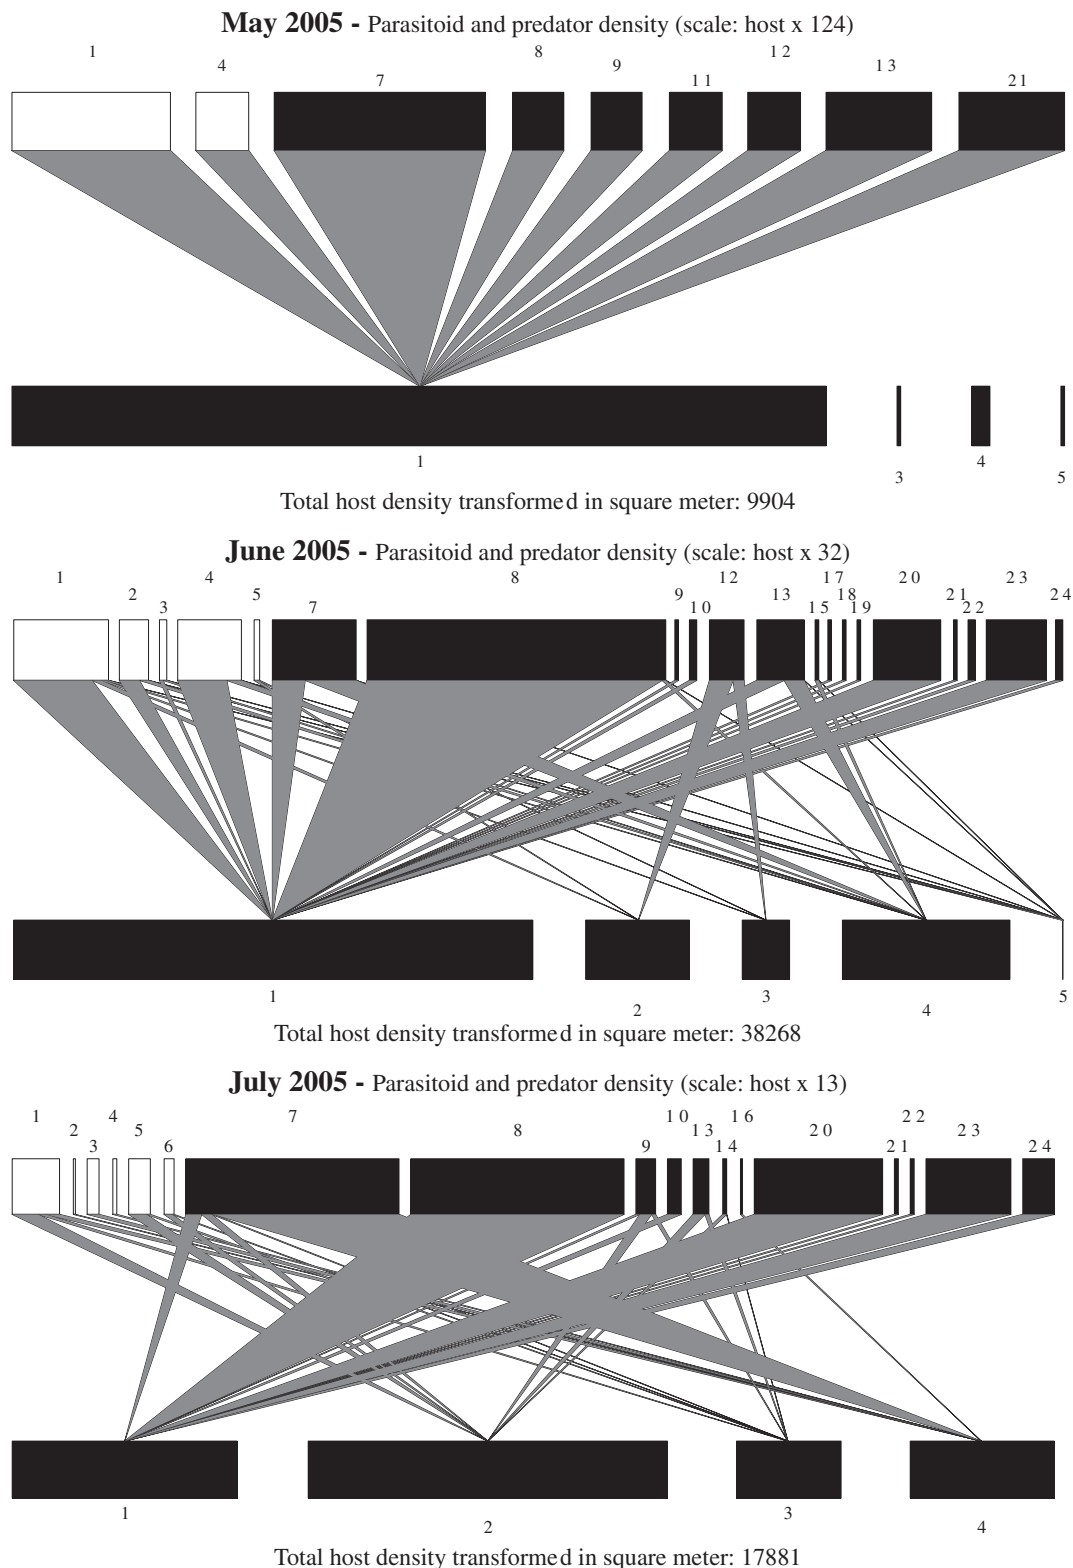 May 2005 - Parasitoid and predator density (scale: host x 124)
1 4 7 8 9 11 12 13 21
1 3 4 5
Total host density transformed in square meter: 9904
June 2005 - Parasitoid and predator density (scale: host x 32)
1 2 3 4 5 7 8 9 10 12 13 15 17 18 19 20 21 22 23 24
1 2 3 4 5
Total host density transformed in square meter: 38268
July 2005 - Parasitoid and predator density (scale: host x 13)
1 2 3 4 5 6 7 8 9 10 13 14 16 20 21 22 23 24
1 2 3 4
Total host density transformed in square meter: 17881